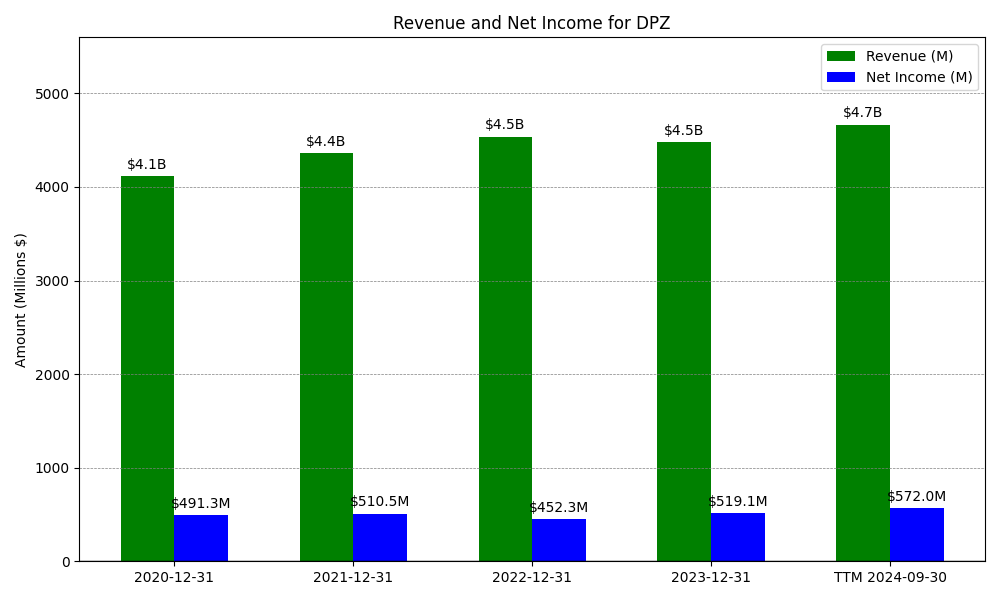 Revenue and Net Income for DPZ
Revenue (M)
Net Income (M)
Amount (Millions $)
5000
4000
3000
2000
1000
0
$4.1B
$4.4B
$4.5B
$4.5B
$4.7B
$491.3M
$510.5M
$452.3M
$519.1M
$572.0M
2020-12-31
2021-12-31
2022-12-31
2023-12-31
TTM 2024-09-30